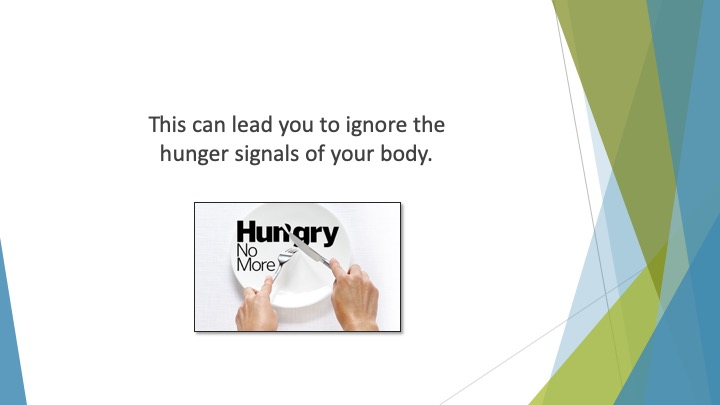 This can lead you to ignore the
hunger signals of your body.
Hungry
No
More